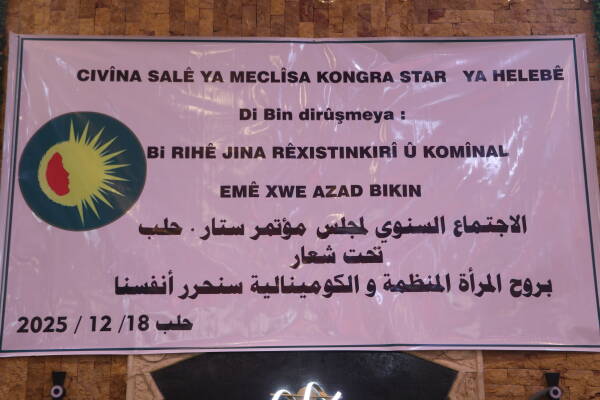 CIVÎNA SALÊ YA MECLÎSA KONGRA STAR YA HELEBÊ
Di Bin dirûşmeya :
Bi RIHÊ JINA RÊXISTINKIRÎ Û KOMÎNAL
EMÊ XWE AZAD BIKIN
الاجتماع السنوي لمجلس مؤتمر ستار - حلب
تحت شعار
بروح المرأة المنظمة و الكومينالية سنحرر أنفسنا
حلب 18/ 12 / 2025